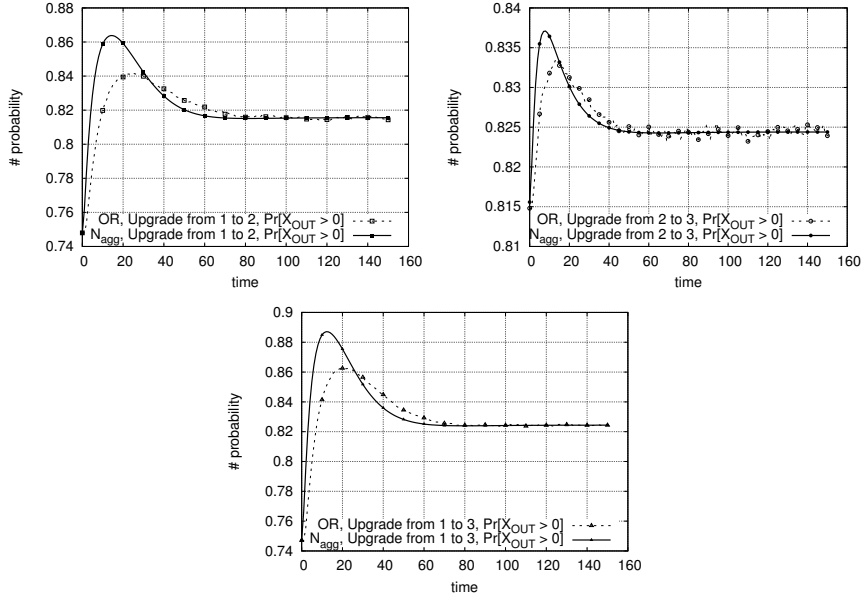 0.88
0.86
0.84
0.82
0.8
0.78
0.76
0.74
# probability
OR, Upgrade from 1 to 2, Pr[X_OUT > 0]
N_agg, Upgrade from 1 to 2, Pr[X_OUT > 0]
0 20 40 60 80 100 120 140 160
time
0.84
0.835
0.83
0.825
0.82
0.815
0.81
# probability
OR, Upgrade from 2 to 3, Pr[X_OUT > 0]
N_agg, Upgrade from 2 to 3, Pr[X_OUT > 0]
0 20 40 60 80 100 120 140 160
time
0.9
0.88
0.86
0.84
0.82
0.8
0.78
0.76
0.74
# probability
OR, Upgrade from 1 to 3, Pr[X_OUT > 0]
N_agg, Upgrade from 1 to 3, Pr[X_OUT > 0]
0 20 40 60 80 100 120 140 160
time